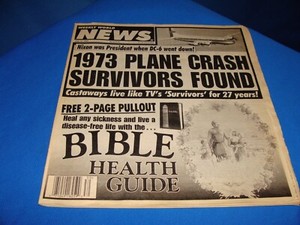 WEEKLY WORLD
NEWS
Nixon was President when DC-6 went down!
1973 PLANE CRASH
SURVIVORS FOUND
Castaways live like TV's 'Survivors' for 27 years!
FREE 2-PAGE PULLOUT
Heal any sickness and live a
disease-free life with the . . .
BIBLE
HEALTH
GUIDE